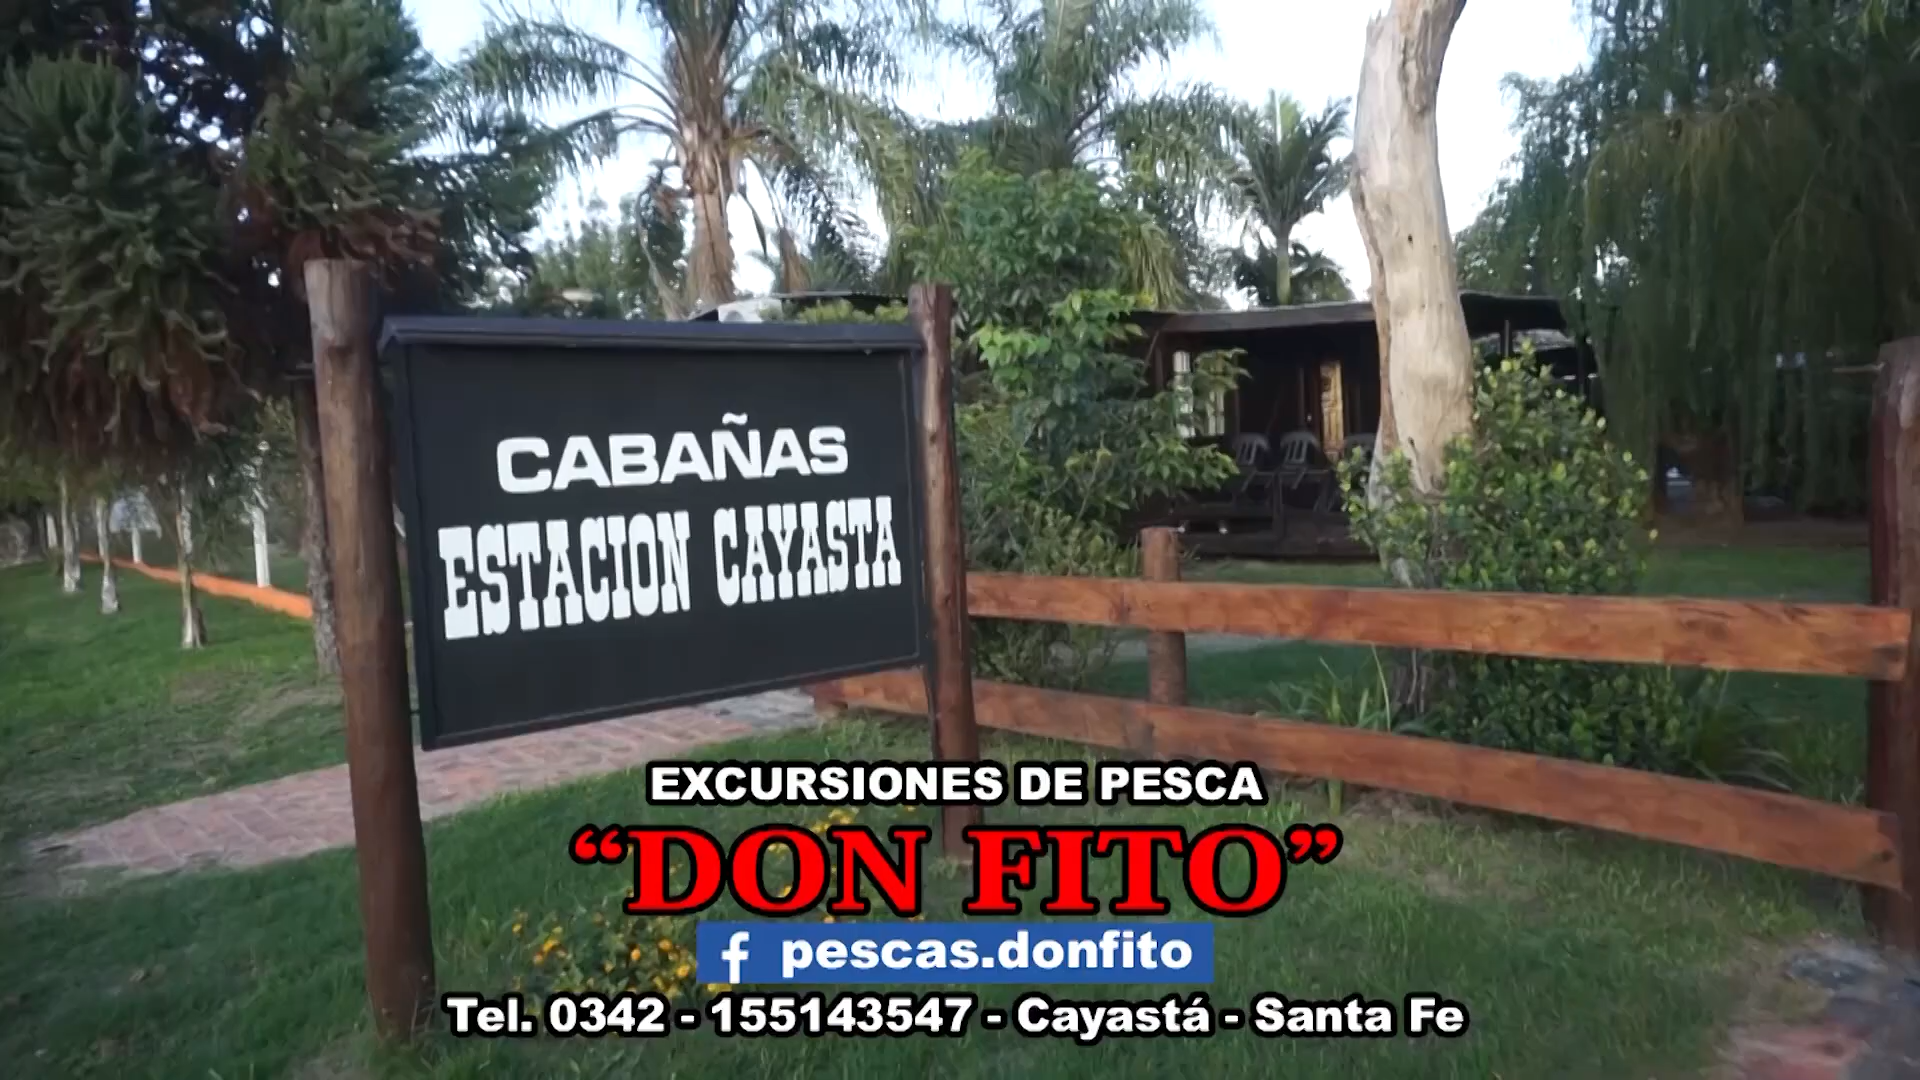 CABAÑAS
ESTACION CAYASTA
EXCURSIONES DE PESCA
“DON FITO”
f pescas.donfito
Tel. 0342 - 155143547 - Cayastá - Santa Fe